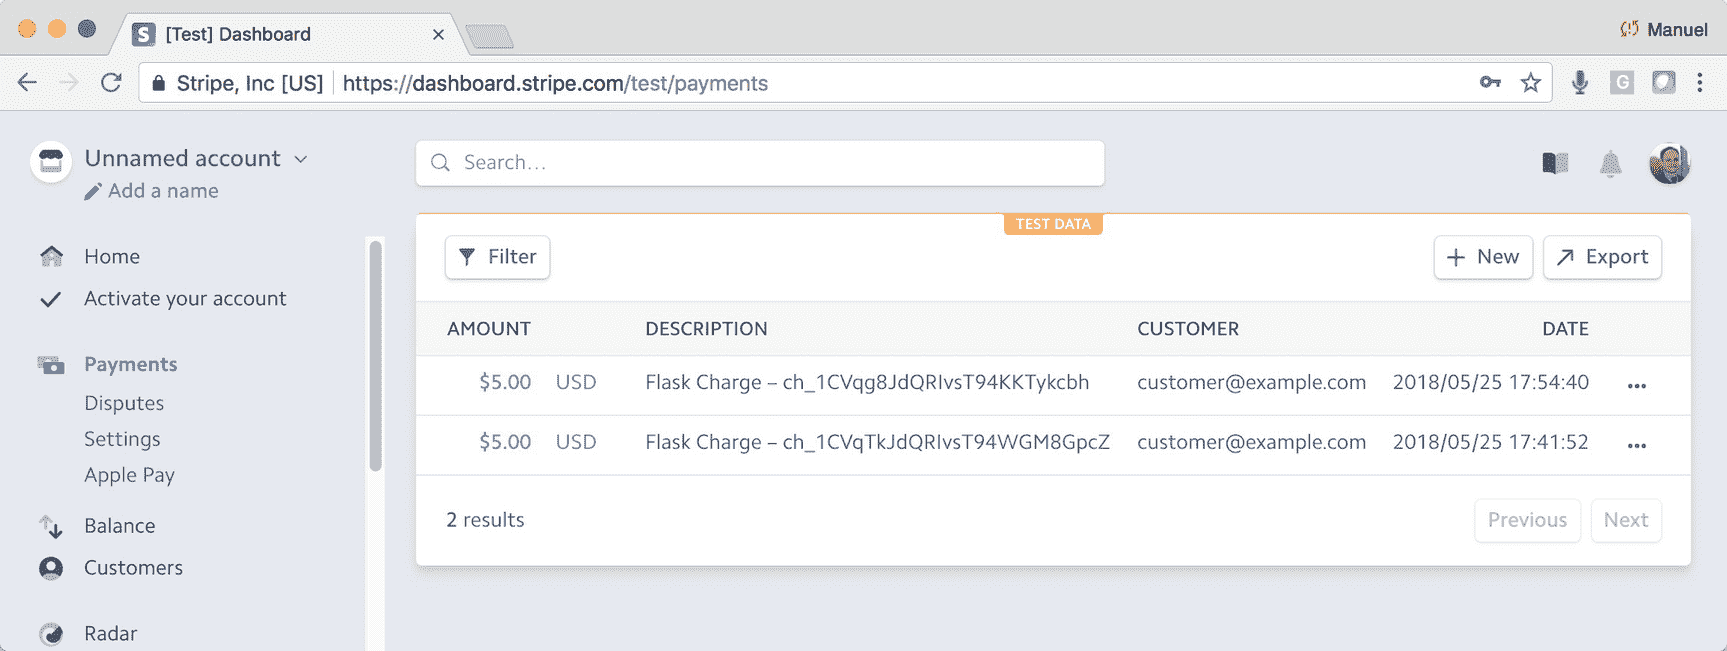 [Test] Dashboard
Manuel
Stripe, Inc [US] https://dashboard.stripe.com/test/payments
G
Unnamed account
Add a name
Search…
TEST DATA
Home
Activate your account
Payments
Disputes
Settings
Apple Pay
Balance
Customers
Radar
Filter
New
Export
AMOUNT DESCRIPTION CUSTOMER DATE
$5.00 USD Flask Charge – ch_1CVqg8JdQRIvsT94KKTykcbh customer@example.com 2018/05/25 17:54:40
$5.00 USD Flask Charge – ch_1CVqTkJdQRIvsT94WGM8GpcZ customer@example.com 2018/05/25 17:41:52
2 results
Previous
Next